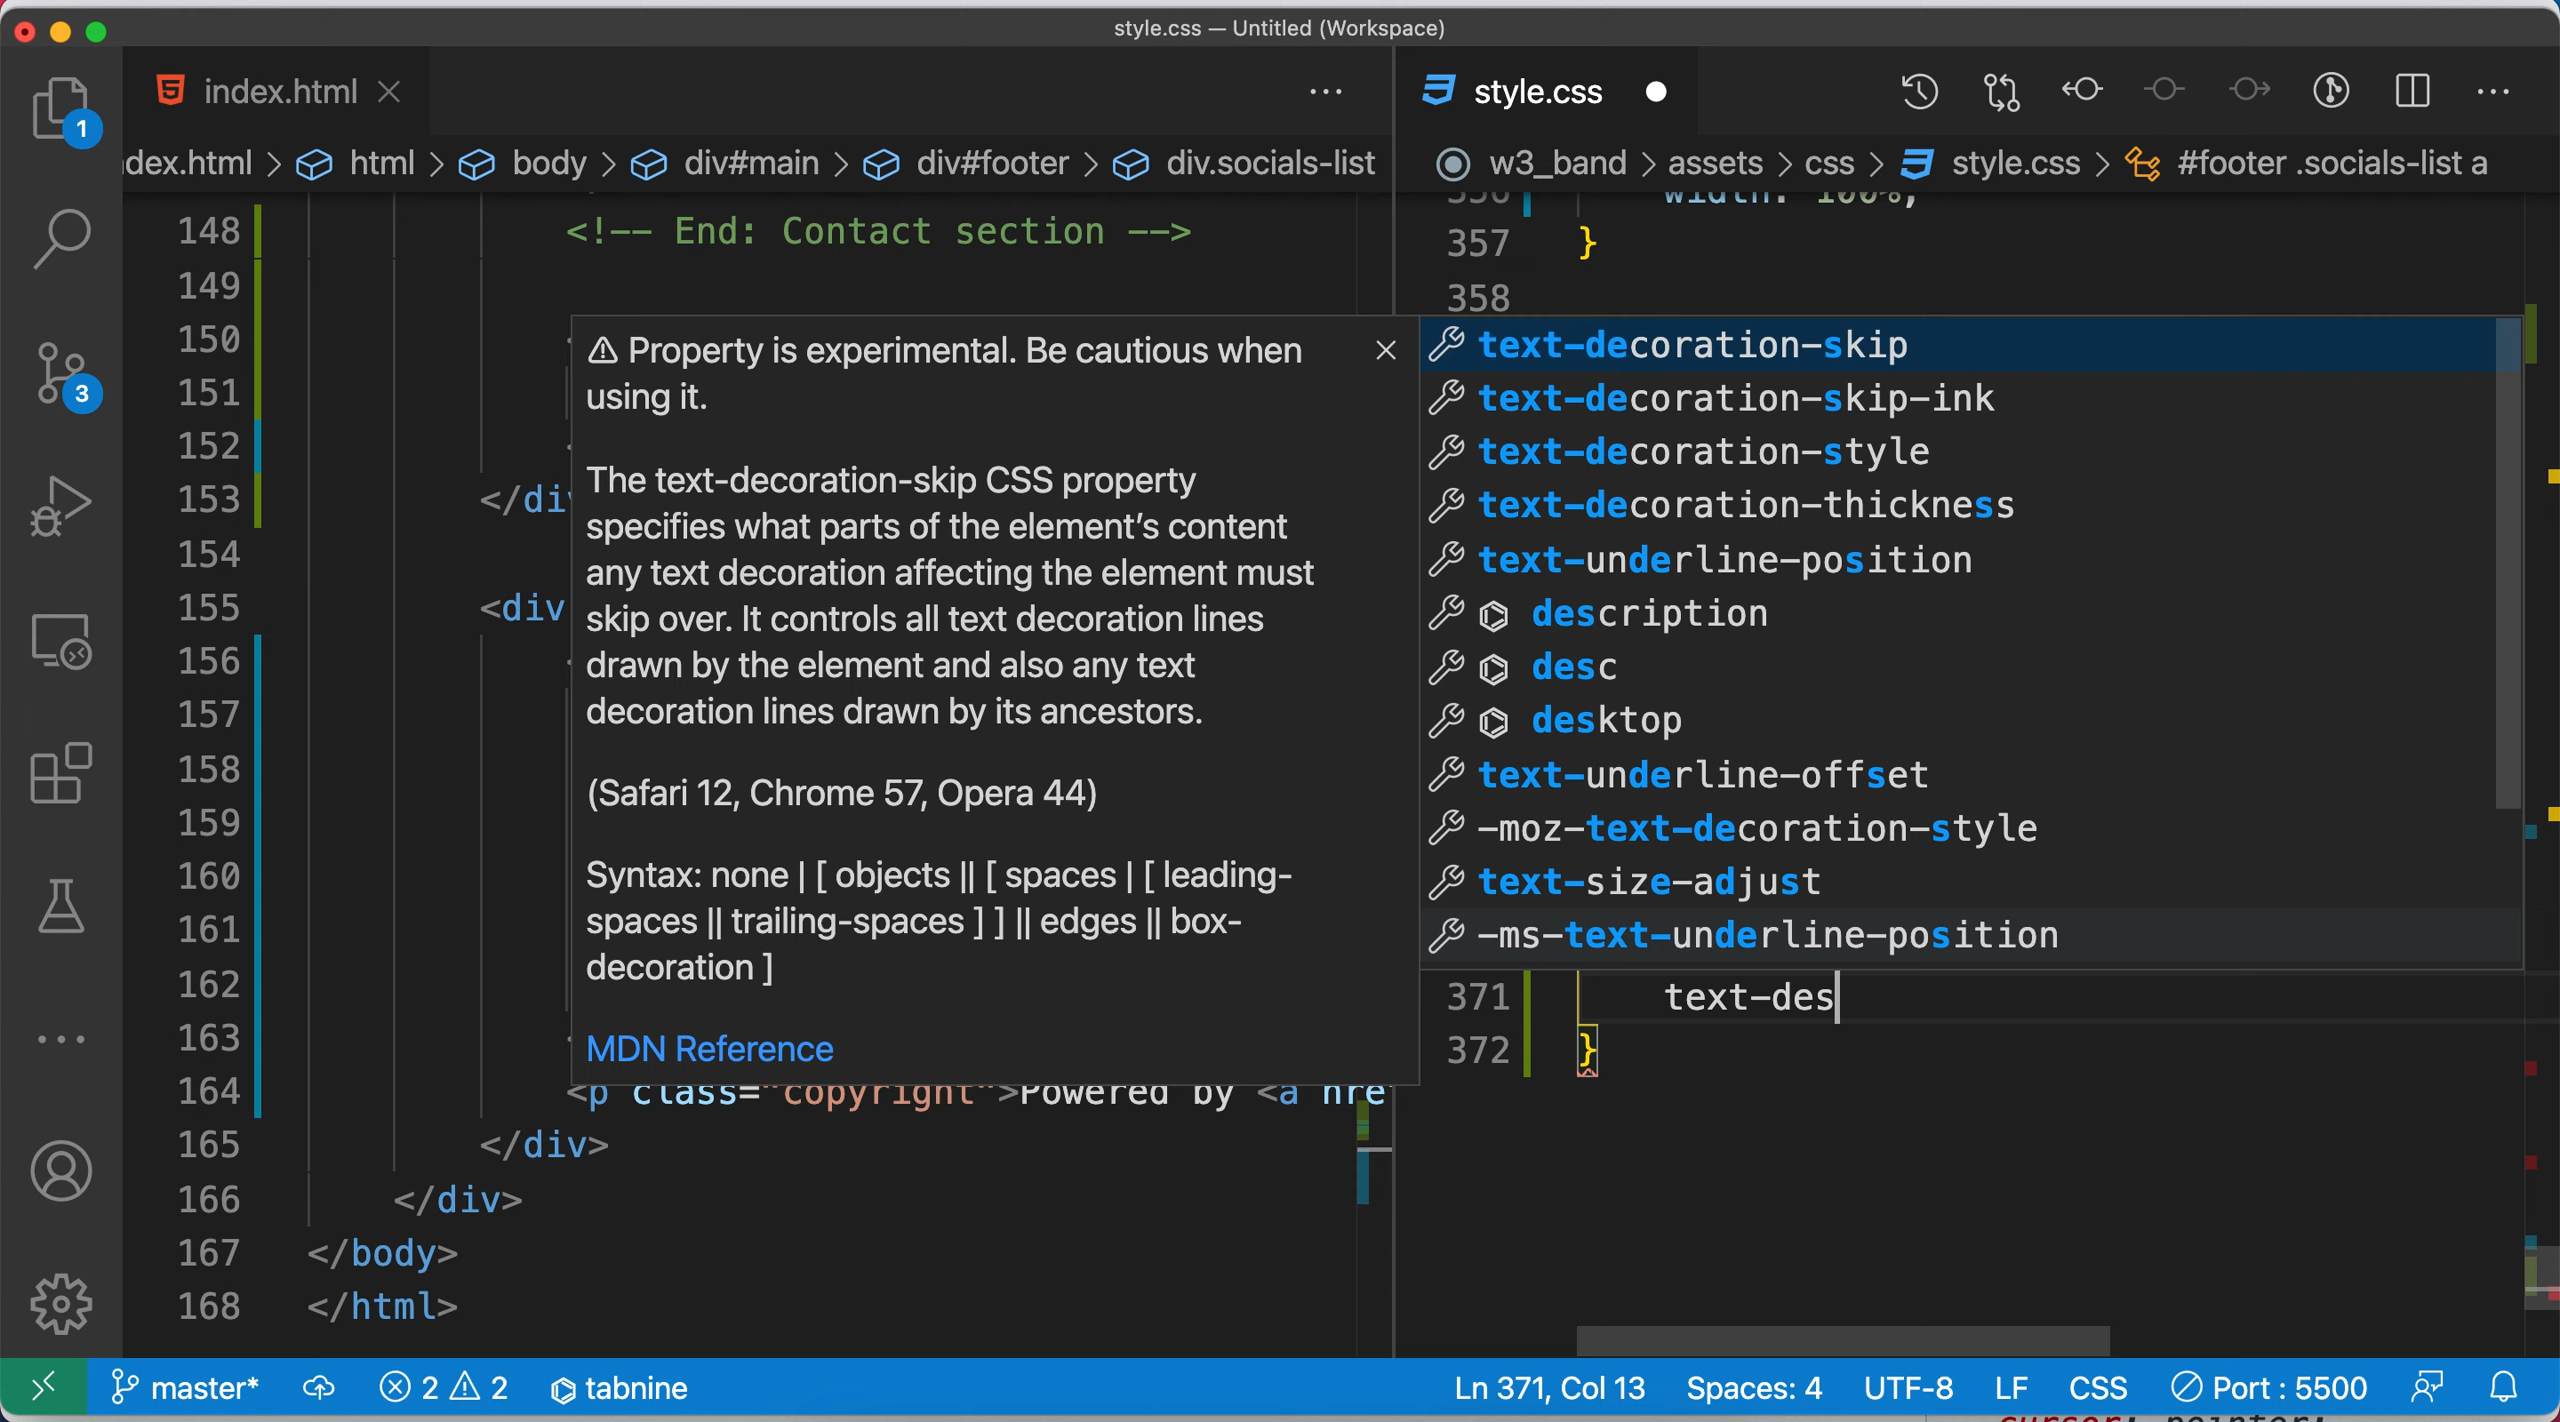 style.css — Untitled (Workspace)
index.html
style.css
1
dex.html > html > body > div#main > div#footer > div.socials-list
w3_band > assets > css > style.css > #footer .socials-list a
148 <!-- End: Contact section -->
149
150
151
152
153 </di
154
155 <div
156
157
158
159
160
161
162
163
164 <p class="copyright">Powered by <a hre
165 </div>
166 </div>
167 </body>
168 </html>
3
⚠ Property is experimental. Be cautious when
using it.
The text-decoration-skip CSS property
specifies what parts of the element’s content
any text decoration affecting the element must
skip over. It controls all text decoration lines
drawn by the element and also any text
decoration lines drawn by its ancestors.
(Safari 12, Chrome 57, Opera 44)
Syntax: none | [ objects || [ spaces | [ leading-
spaces || trailing-spaces ] ] || edges || box-
decoration ]
MDN Reference
356 width: 100%;
357 }
358
text-decoration-skip
text-decoration-skip-ink
text-decoration-style
text-decoration-thickness
text-underline-position
description
desc
desktop
text-underline-offset
-moz-text-decoration-style
text-size-adjust
-ms-text-underline-position
371 text-des
372 }
master* 2 2 tabnine Ln 371, Col 13 Spaces: 4 UTF-8 LF CSS Port : 5500
cursor: pointer;